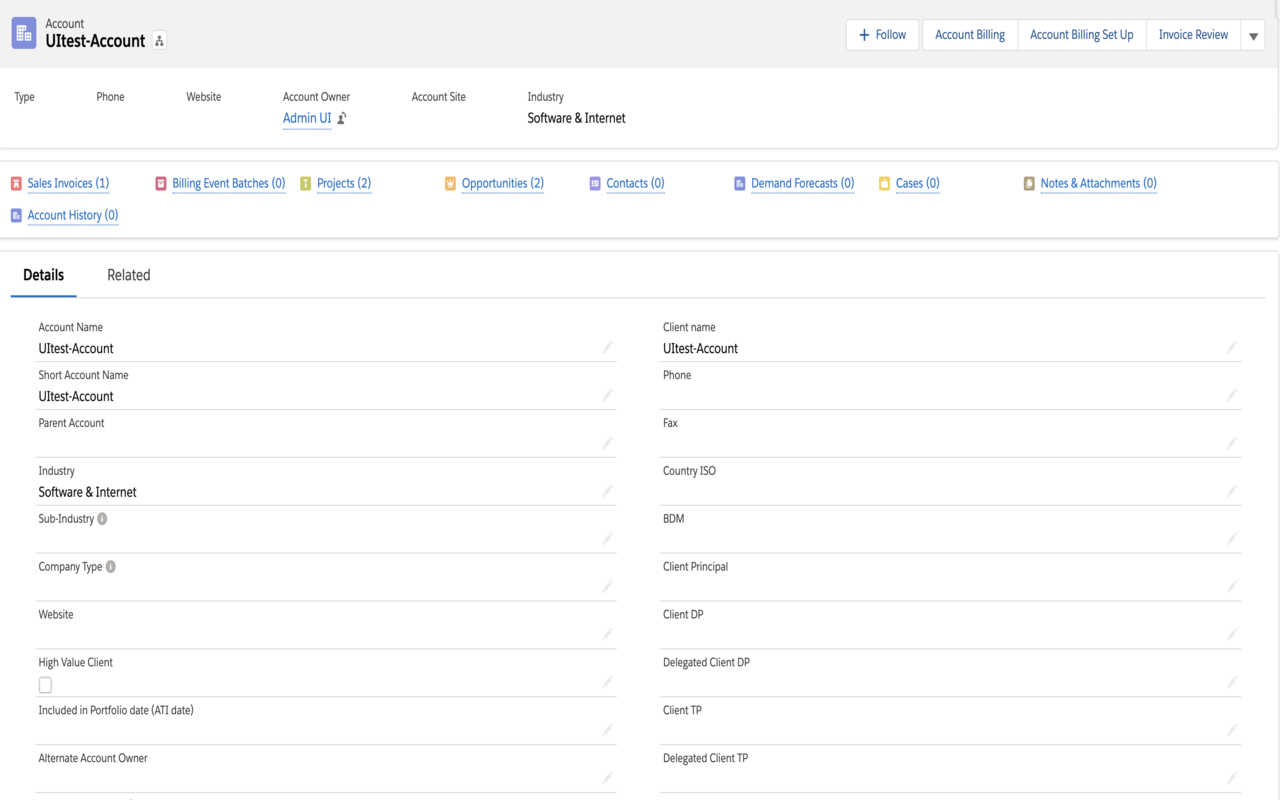 Account
UItest-Account
Follow
Account Billing
Account Billing Set Up
Invoice Review
Type
Phone
Website
Account Owner
Account Site
Industry
Admin UI
Software & Internet
Sales Invoices (1)
Billing Event Batches (0)
Projects (2)
Opportunities (2)
Contacts (0)
Demand Forecasts (0)
Cases (0)
Notes & Attachments (0)
Account History (0)
Details
Related
Account Name
UItest-Account
Client name
UItest-Account
Short Account Name
UItest-Account
Phone
Parent Account
Fax
Industry
Software & Internet
Country ISO
Sub-Industry
BDM
Company Type
Client Principal
Website
Client DP
High Value Client
Delegated Client DP
Included in Portfolio date (ATI date)
Client TP
Alternate Account Owner
Delegated Client TP